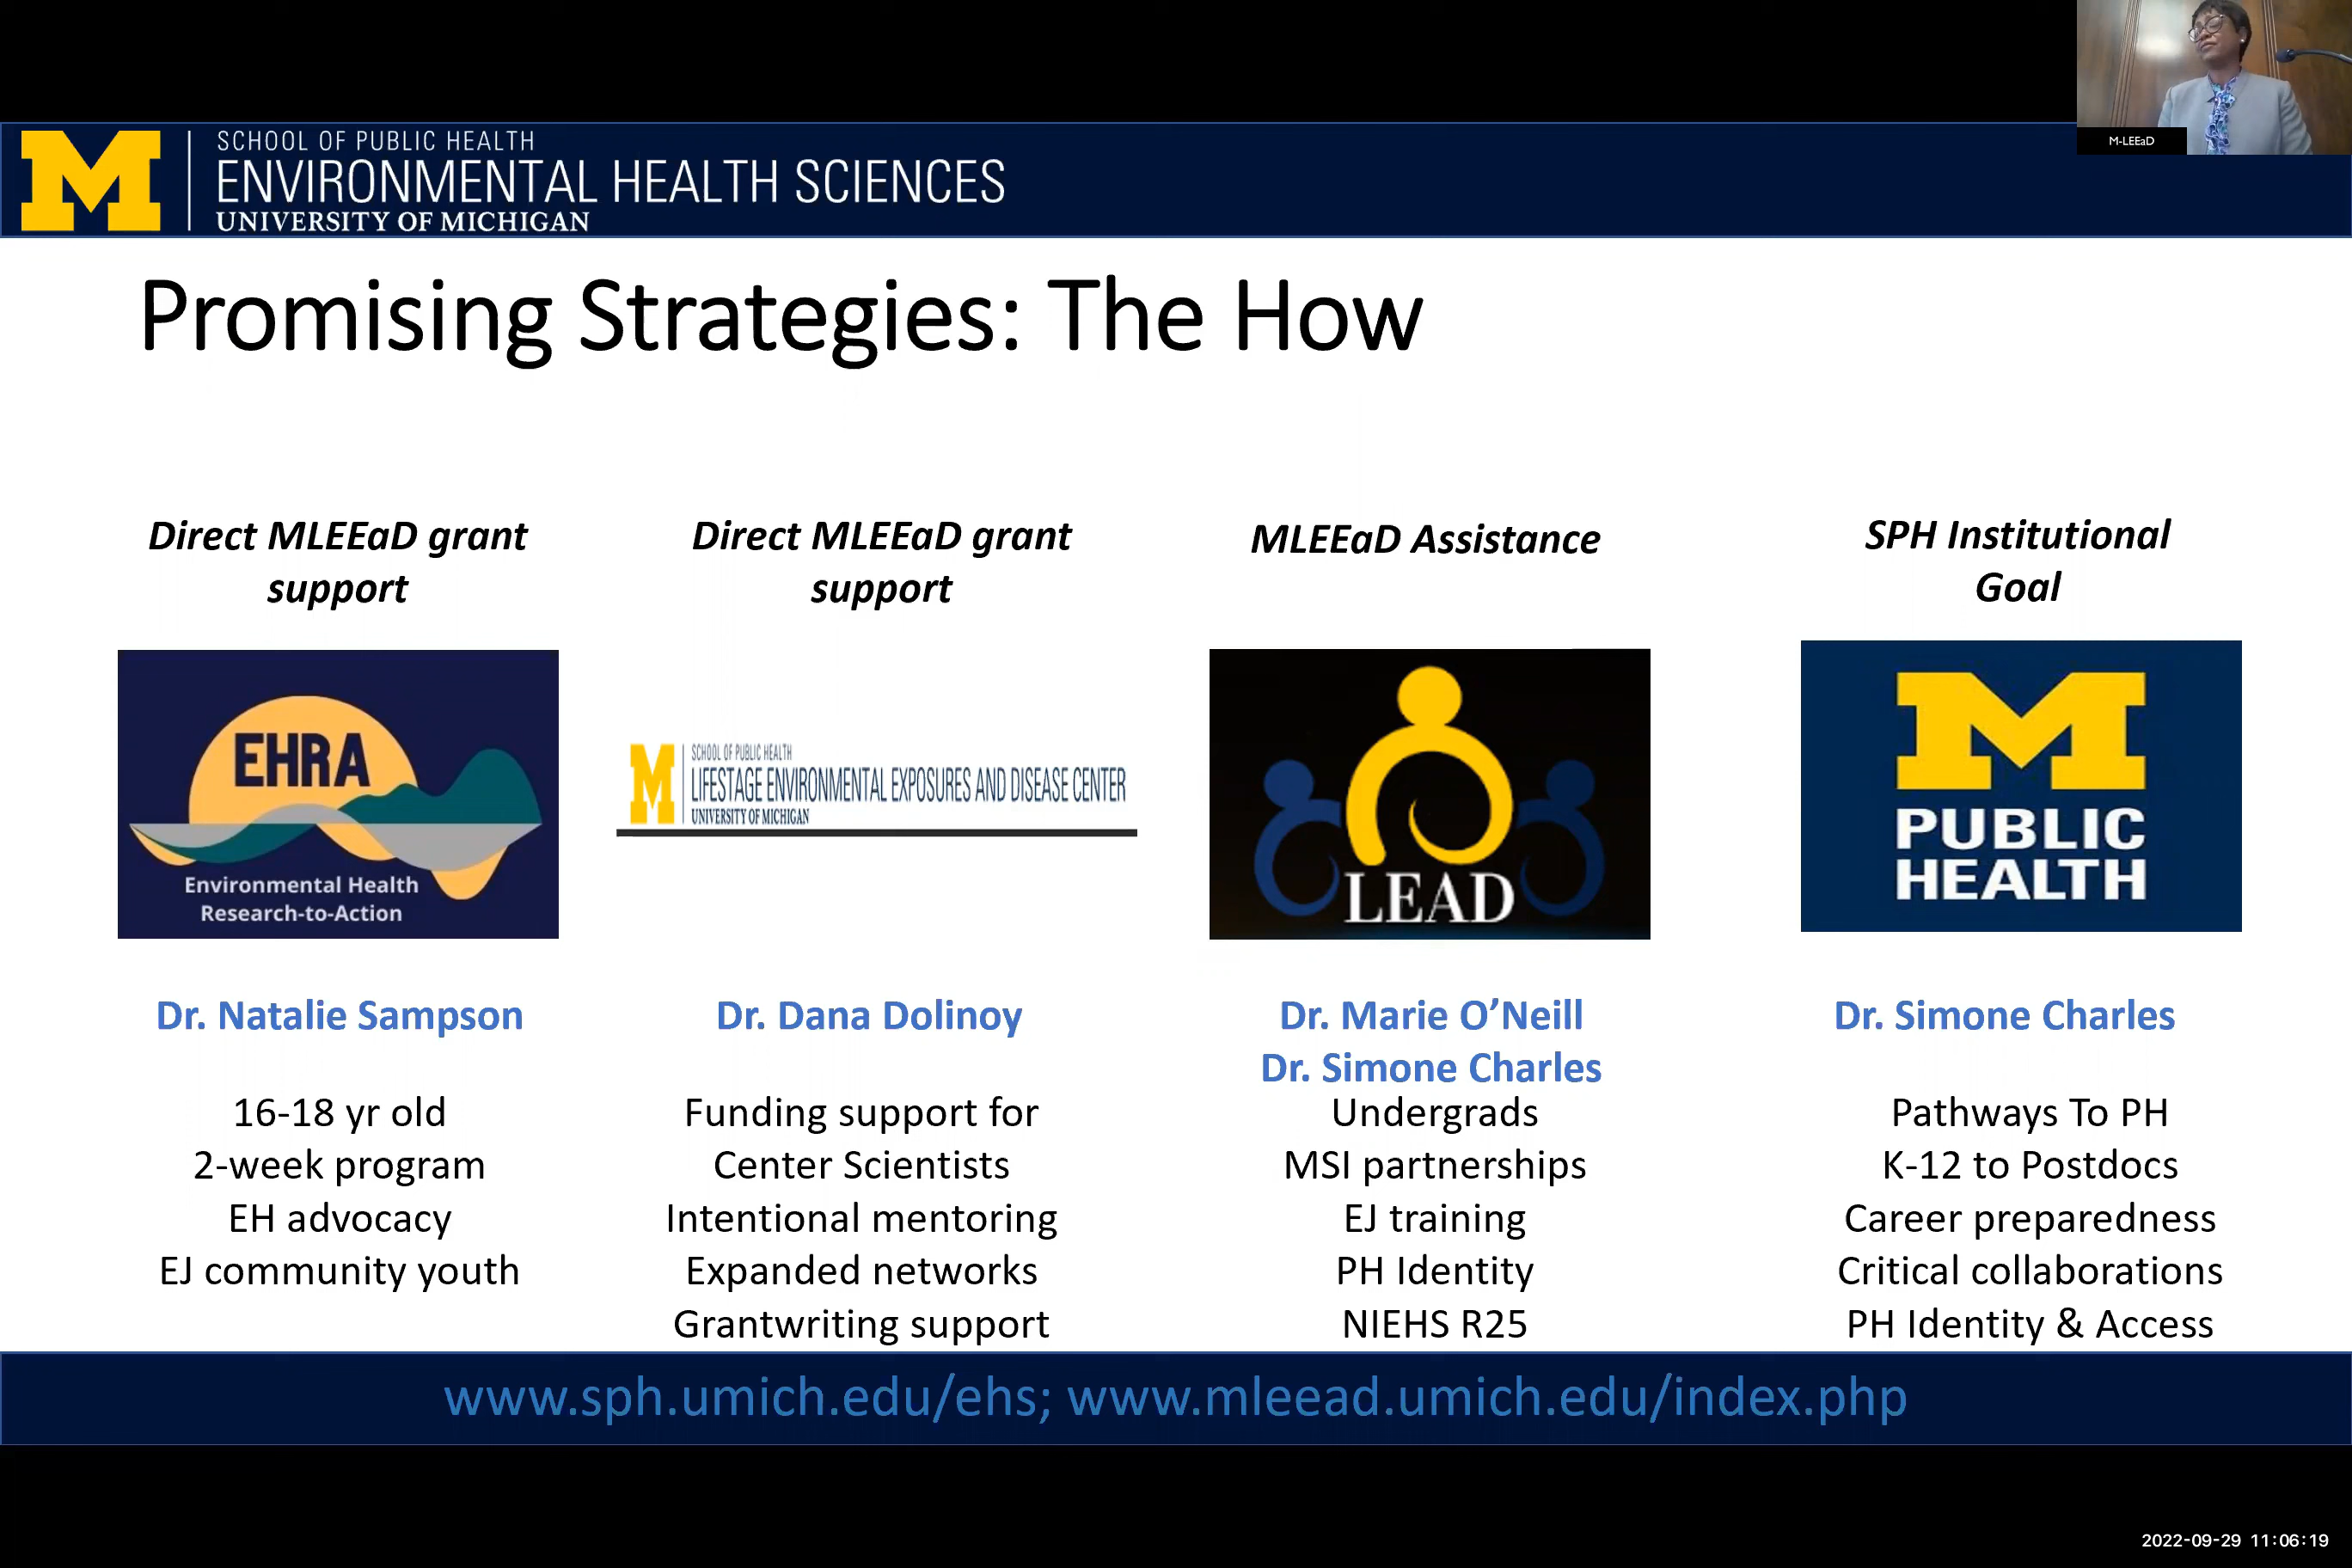 M-LEEaD
SCHOOL OF PUBLIC HEALTH
ENVIRONMENTAL HEALTH SCIENCES
UNIVERSITY OF MICHIGAN
Promising Strategies: The How
Direct MLEEaD grant
support
EHRA
Environmental Health
Research-to-Action
Dr. Natalie Sampson
16-18 yr old
2-week program
EH advocacy
EJ community youth
Direct MLEEaD grant
support
SCHOOL OF PUBLIC HEALTH
LIFESTAGE ENVIRONMENTAL EXPOSURES AND DISEASE CENTER
UNIVERSITY OF MICHIGAN
Dr. Dana Dolinoy
Funding support for
Center Scientists
Intentional mentoring
Expanded networks
Grantwriting support
MLEEaD Assistance
LEAD
Dr. Marie O’Neill
Dr. Simone Charles
Undergrads
MSI partnerships
EJ training
PH Identity
NIEHS R25
SPH Institutional
Goal
M
PUBLIC
HEALTH
Dr. Simone Charles
Pathways To PH
K-12 to Postdocs
Career preparedness
Critical collaborations
PH Identity & Access
www.sph.umich.edu/ehs; www.mleead.umich.edu/index.php
2022-09-29 11:06:19